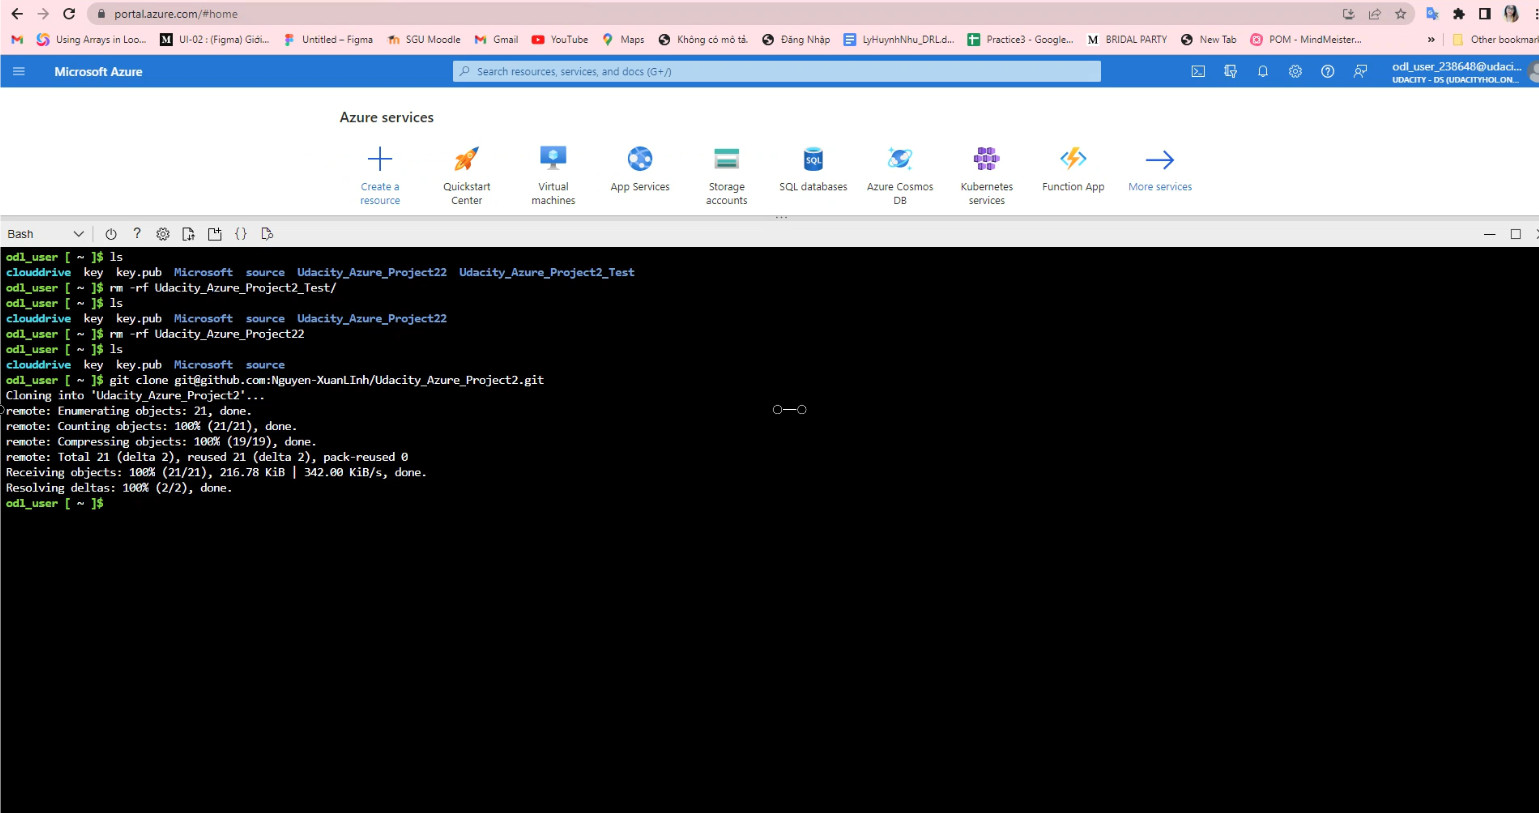 portal.azure.com/#home
Using Arrays in Loo... UI-02 : (Figma) Giới... Untitled – Figma SGU Moodle Gmail YouTube Maps Không có mô tả. Đăng Nhập LyHuynhNhu_DRL.d... Practice3 - Google... BRIDAL PARTY New Tab POM - MindMeister... » Other bookmar
Microsoft Azure Search resources, services, and docs (G+/) odl_user_238648@udaci...
UDACITY - DS (UDACITYHOL.ON...
Azure services
Create a resource
Quickstart Center
Virtual machines
App Services
Storage accounts
SQL databases
Azure Cosmos DB
Kubernetes services
Function App
More services
Bash
odl_user [ ~ ]$ ls
clouddrive key key.pub Microsoft source Udacity_Azure_Project22 Udacity_Azure_Project2_Test
odl_user [ ~ ]$ rm -rf Udacity_Azure_Project2_Test/
odl_user [ ~ ]$ ls
clouddrive key key.pub Microsoft source Udacity_Azure_Project22
odl_user [ ~ ]$ rm -rf Udacity_Azure_Project22
odl_user [ ~ ]$ ls
clouddrive key key.pub Microsoft source
odl_user [ ~ ]$ git clone git@github.com:Nguyen-XuanLInh/Udacity_Azure_Project2.git
Cloning into 'Udacity_Azure_Project2'...
remote: Enumerating objects: 21, done.
remote: Counting objects: 100% (21/21), done.
remote: Compressing objects: 100% (19/19), done.
remote: Total 21 (delta 2), reused 21 (delta 2), pack-reused 0
Receiving objects: 100% (21/21), 216.78 KiB | 342.00 KiB/s, done.
Resolving deltas: 100% (2/2), done.
odl_user [ ~ ]$